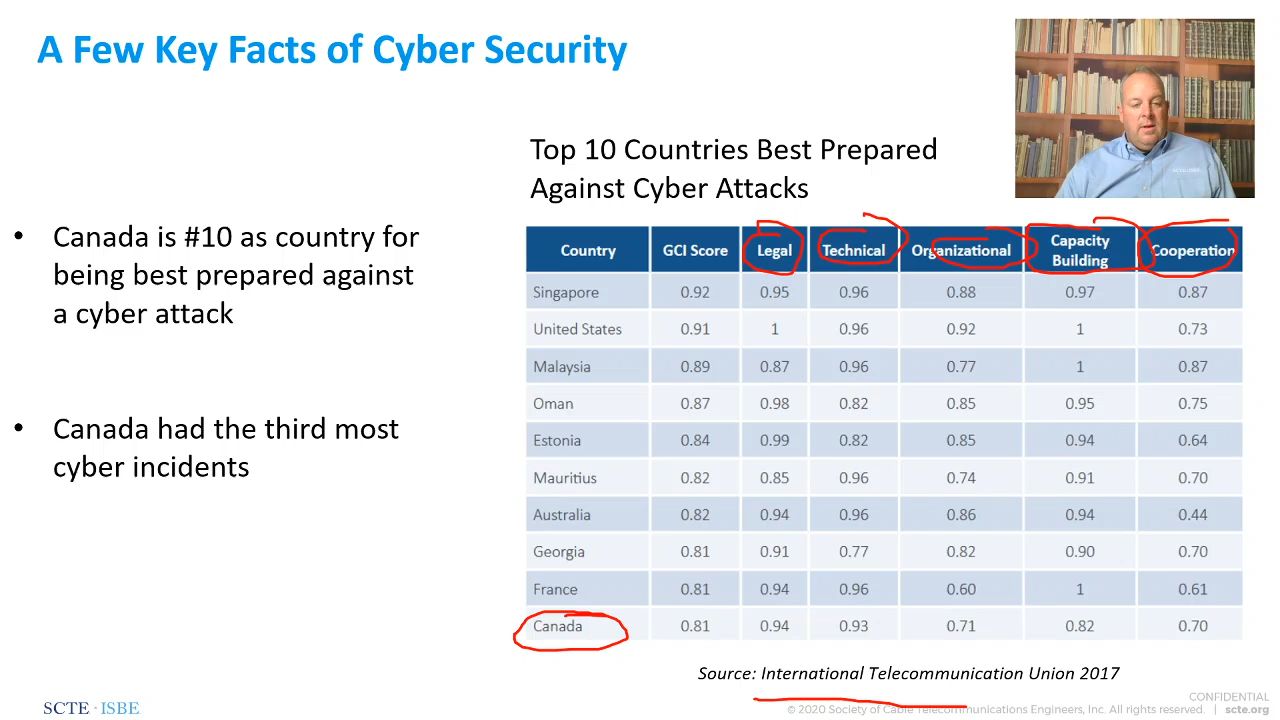 A Few Key Facts of Cyber Security
Top 10 Countries Best Prepared
Against Cyber Attacks
• Canada is #10 as country for
being best prepared against
a cyber attack
• Canada had the third most
cyber incidents
Country GCI Score Legal Technical Organizational Capacity Building Cooperation
Singapore 0.92 0.95 0.96 0.88 0.97 0.87
United States 0.91 1 0.96 0.92 1 0.73
Malaysia 0.89 0.87 0.96 0.77 1 0.87
Oman 0.87 0.98 0.82 0.85 0.95 0.75
Estonia 0.84 0.99 0.82 0.85 0.94 0.64
Mauritius 0.82 0.85 0.96 0.74 0.91 0.70
Australia 0.82 0.94 0.96 0.86 0.94 0.44
Georgia 0.81 0.91 0.77 0.82 0.90 0.70
France 0.81 0.94 0.96 0.60 1 0.61
Canada 0.81 0.94 0.93 0.71 0.82 0.70
Source: International Telecommunication Union 2017
SCTE · ISBE
CONFIDENTIAL
© 2020 Society of Cable Telecommunications Engineers, Inc. All rights reserved. | scte.org